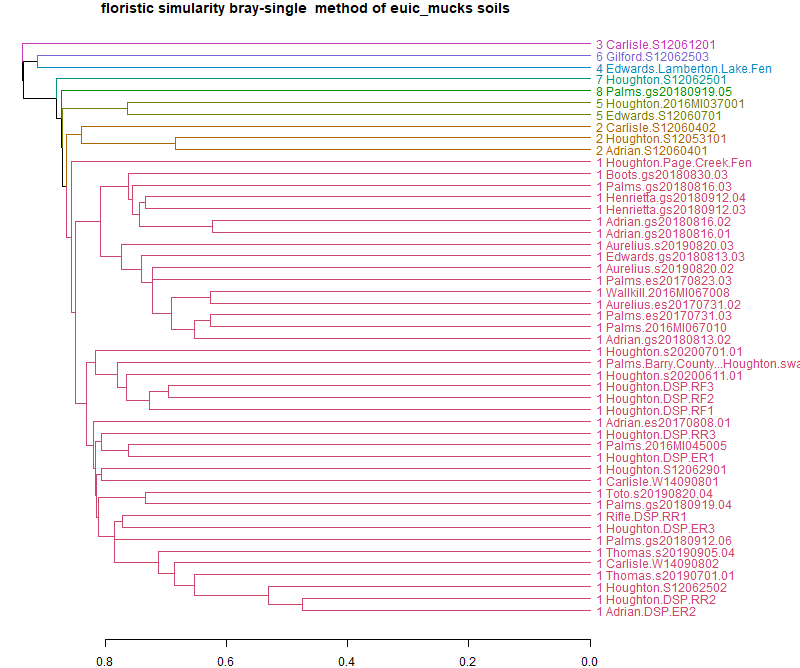 floristic simularity bray-single method of euic_mucks soils
3 Carlisle.S12061201
6 Gilford.S12062503
4 Edwards.Lamberton.Lake.Fen
7 Houghton.S12062501
8 Palms.gs20180919.05
5 Houghton.2016MI037001
5 Edwards.S12060701
2 Carlisle.S12060402
2 Houghton.S12053101
2 Adrian.S12060401
1 Houghton.Page.Creek.Fen
1 Boots.gs20180830.03
1 Palms.gs20180816.03
1 Henrietta.gs20180912.04
1 Henrietta.gs20180912.03
1 Adrian.gs20180816.02
1 Adrian.gs20180816.01
1 Aurelius.s20190820.03
1 Edwards.gs20180813.03
1 Aurelius.s20190820.02
1 Palms.es20170823.03
1 Wallkill.2016MI067008
1 Aurelius.es20170731.02
1 Palms.es20170731.03
1 Palms.2016MI067010
1 Adrian.gs20180813.02
1 Houghton.s20200701.01
1 Palms.Barry.County...Houghton.swa
1 Houghton.s20200611.01
1 Houghton.DSP.RF3
1 Houghton.DSP.RF2
1 Houghton.DSP.RF1
1 Adrian.es20170808.01
1 Houghton.DSP.RR3
1 Palms.2016MI045005
1 Houghton.DSP.ER1
1 Houghton.S12062901
1 Carlisle.W14090801
1 Toto.s20190820.04
1 Palms.gs20180919.04
1 Rifle.DSP.RR1
1 Houghton.DSP.ER3
1 Palms.gs20180912.06
1 Thomas.s20190905.04
1 Carlisle.W14090802
1 Thomas.s20190701.01
1 Houghton.S12062502
1 Houghton.DSP.RR2
1 Adrian.DSP.ER2
0.8 0.6 0.4 0.2 0.0